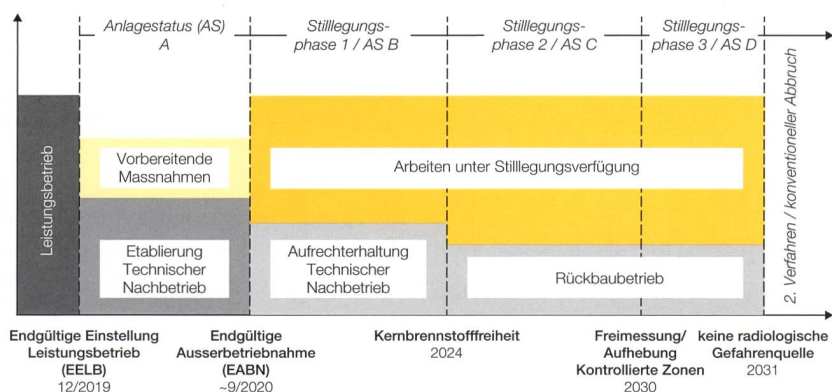 Anlagestatus (AS)
A
Stilllegungs-
phase 1 / AS B
Stilllegungs-
phase 2 / AS C
Stilllegungs-
phase 3 / AS D
Leistungsbetrieb
Vorbereitende
Massnahmen
Arbeiten unter Stilllegungsverfügung
Etablierung
Technischer
Nachbetrieb
Aufrechterhaltung
Technischer
Nachbetrieb
Rückbaubetrieb
2. Verfahren / konventioneller Abbruch
Endgültige Einstellung
Leistungsbetrieb
(EELB)
12/2019
Endgültige
Ausserbetriebnahme
(EABN)
~9/2020
Kernbrennstofffreiheit
2024
Freimessung/
Aufhebung
Kontrollierte Zonen
2030
keine radiologische
Gefahrenquelle
2031